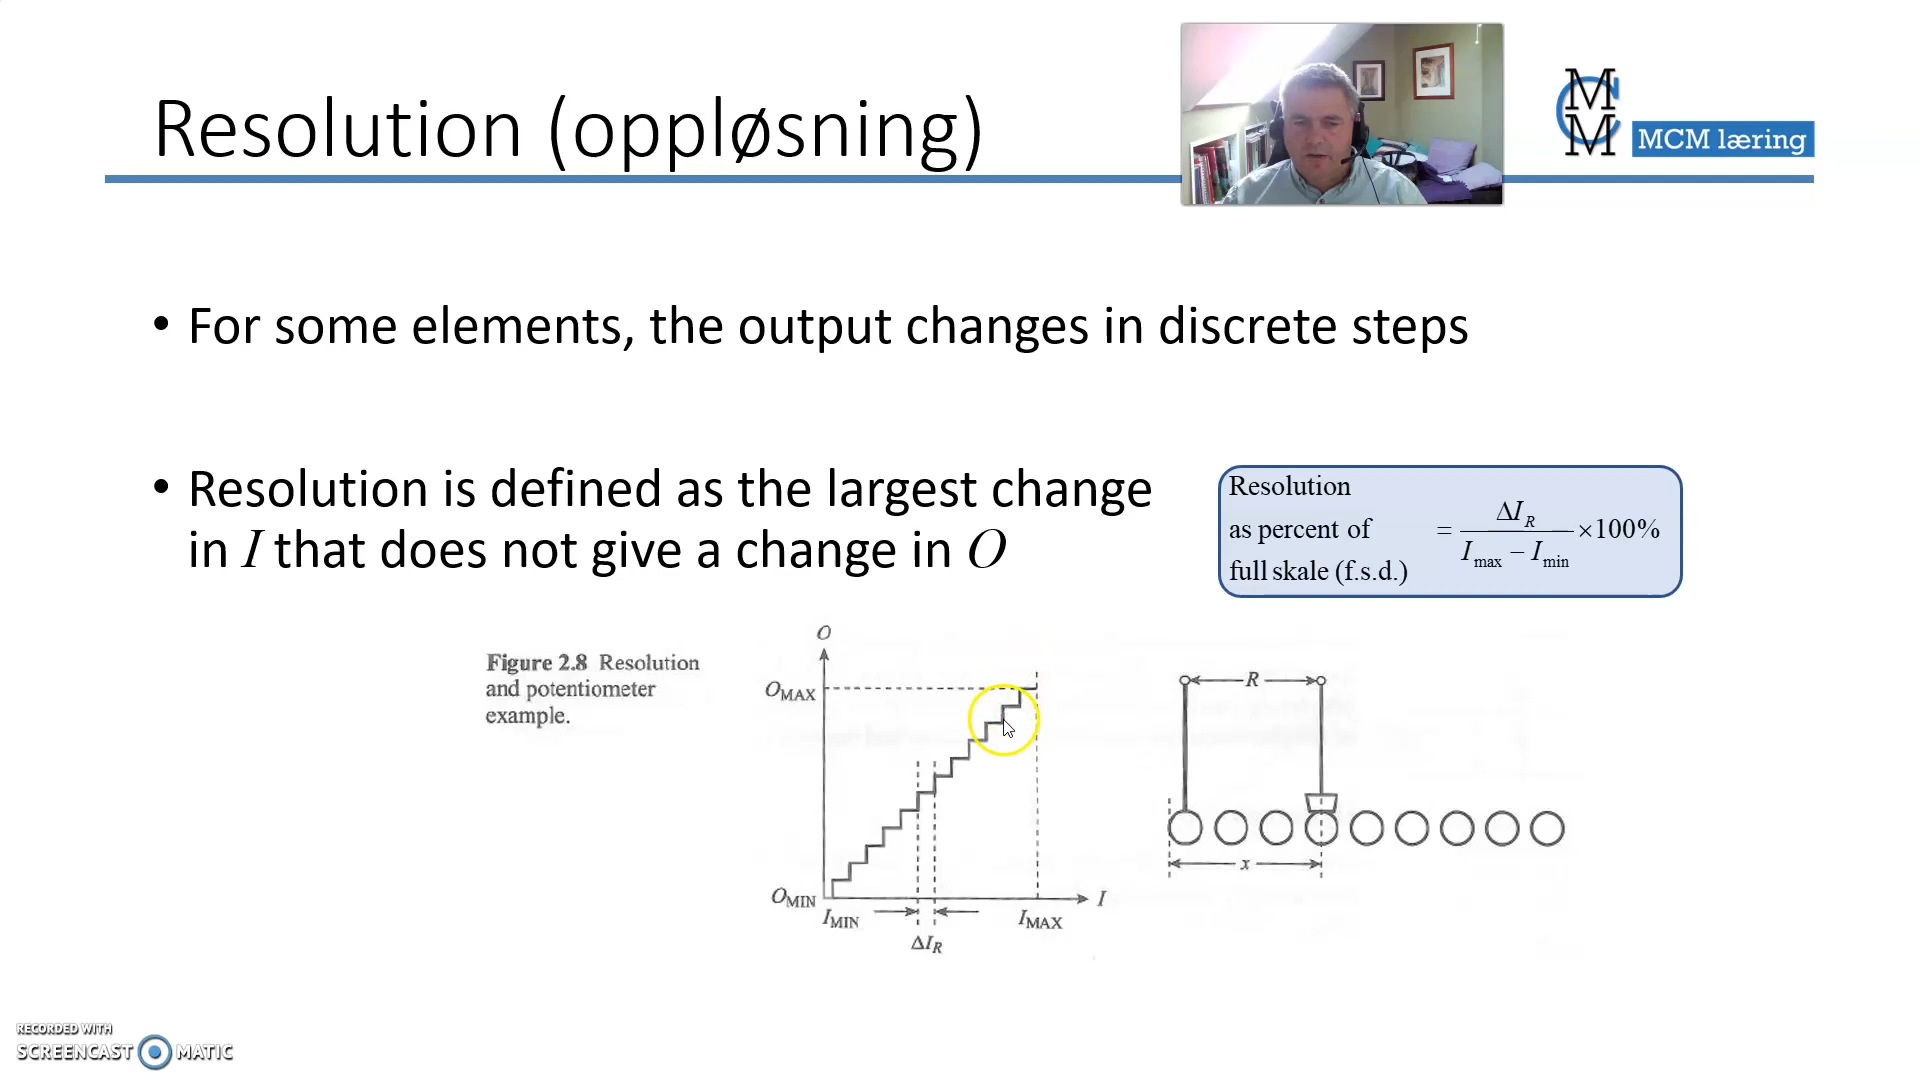 Resolution (oppløsning)
MCM
MCM læring
• For some elements, the output changes in discrete steps
• Resolution is defined as the largest change
in I that does not give a change in O
Resolution
as percent of
full skale (f.s.d.)
= ΔI_R / (I_max − I_min) ×100%
Figure 2.8 Resolution
and potentiometer
example.
O
O_MAX
O_MIN
I_MIN
I_MAX
I
ΔI_R
R
x
RECORDED WITH
SCREENCAST MATIC